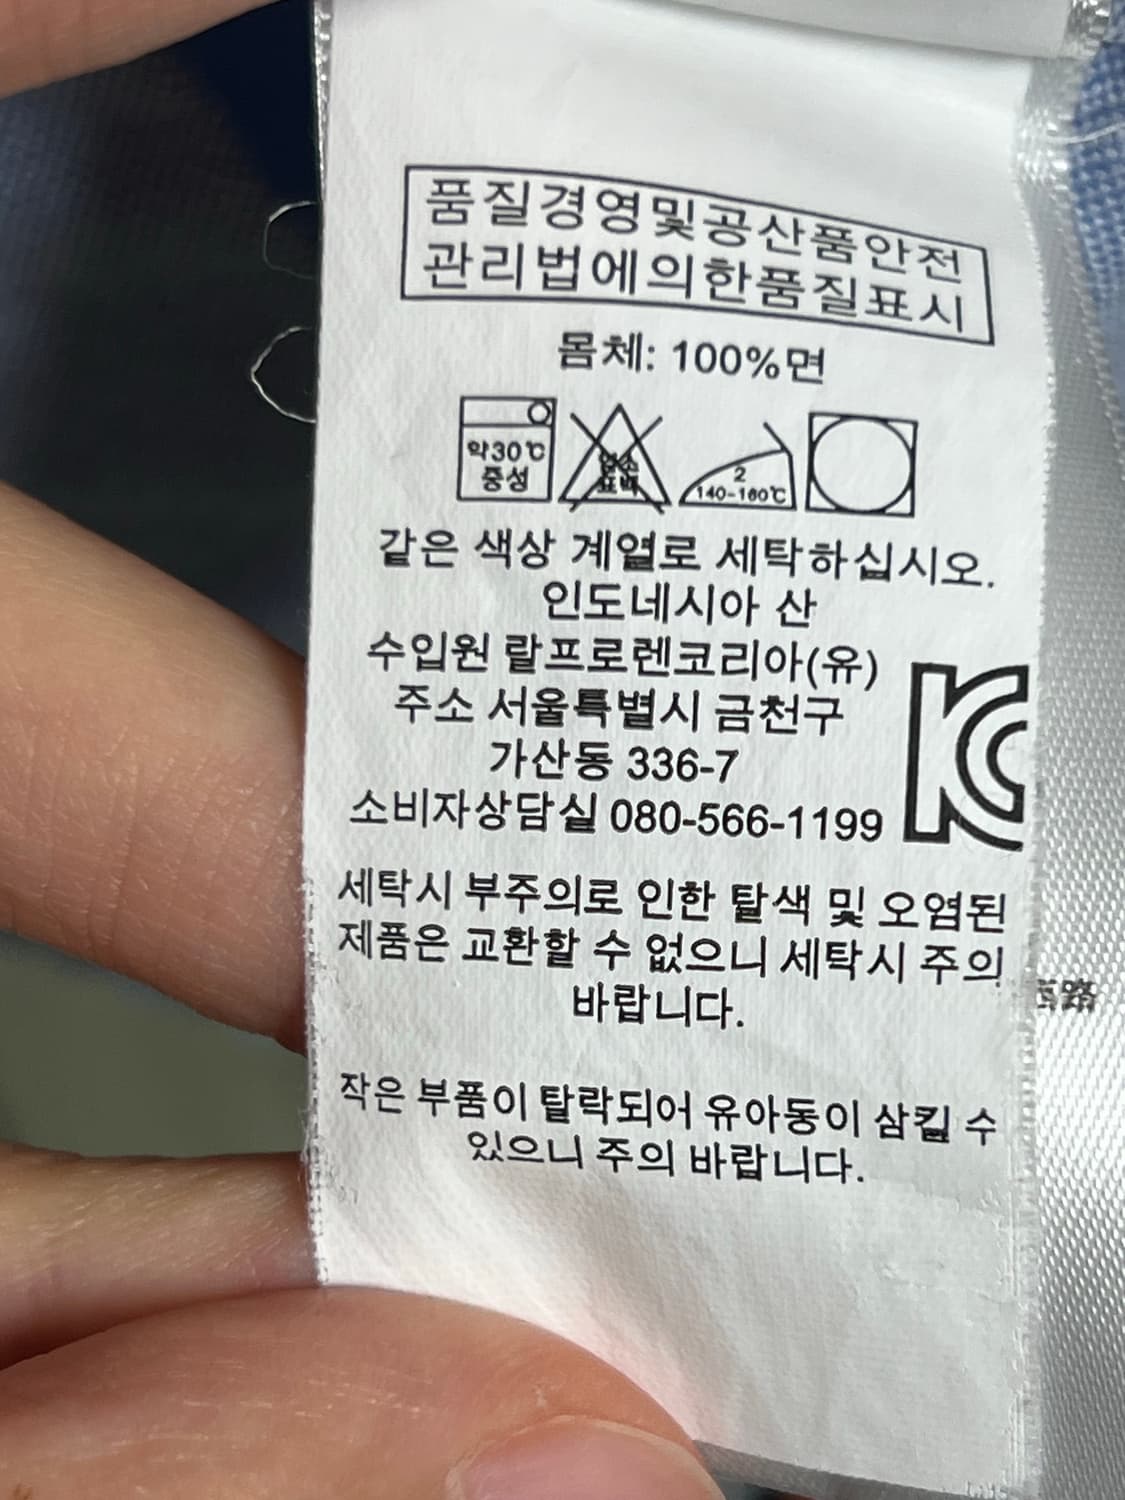 품질경영및공산품안전
관리법에의한품질표시
몸체: 100%면
약30℃
중성
염소
표백
2
140-160℃
같은 색상 계열로 세탁하십시오.
인도네시아 산
수입원 랄프로렌코리아(유)
주소 서울특별시 금천구
가산동 336-7
소비자상담실 080-566-1199
KC
세탁시 부주의로 인한 탈색 및 오염된
제품은 교환할 수 없으니 세탁시 주의
바랍니다.
작은 부품이 탈락되어 유아동이 삼킬 수
있으니 주의 바랍니다.
路